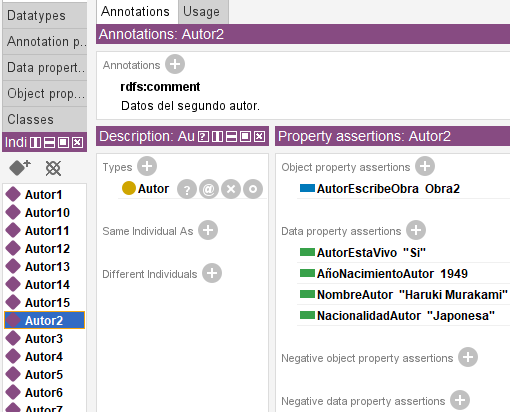 Datatypes
Annotation p..
Data propert..
Object prop...
Classes
Indi
Autor1
Autor10
Autor11
Autor12
Autor13
Autor14
Autor15
Autor2
Autor3
Autor4
Autor5
Autor6
Autor7
Annotations Usage
Annotations: Autor2
Annotations
rdfs:comment
Datos del segundo autor.
Description: Au
Types
Autor
Same Individual As
Different Individuals
Property assertions: Autor2
Object property assertions
AutorEscribeObra Obra2
Data property assertions
AutorEstaVivo "Si"
AñoNacimientoAutor 1949
NombreAutor "Haruki Murakami"
NacionalidadAutor "Japonesa"
Negative object property assertions
Negative data property assertions